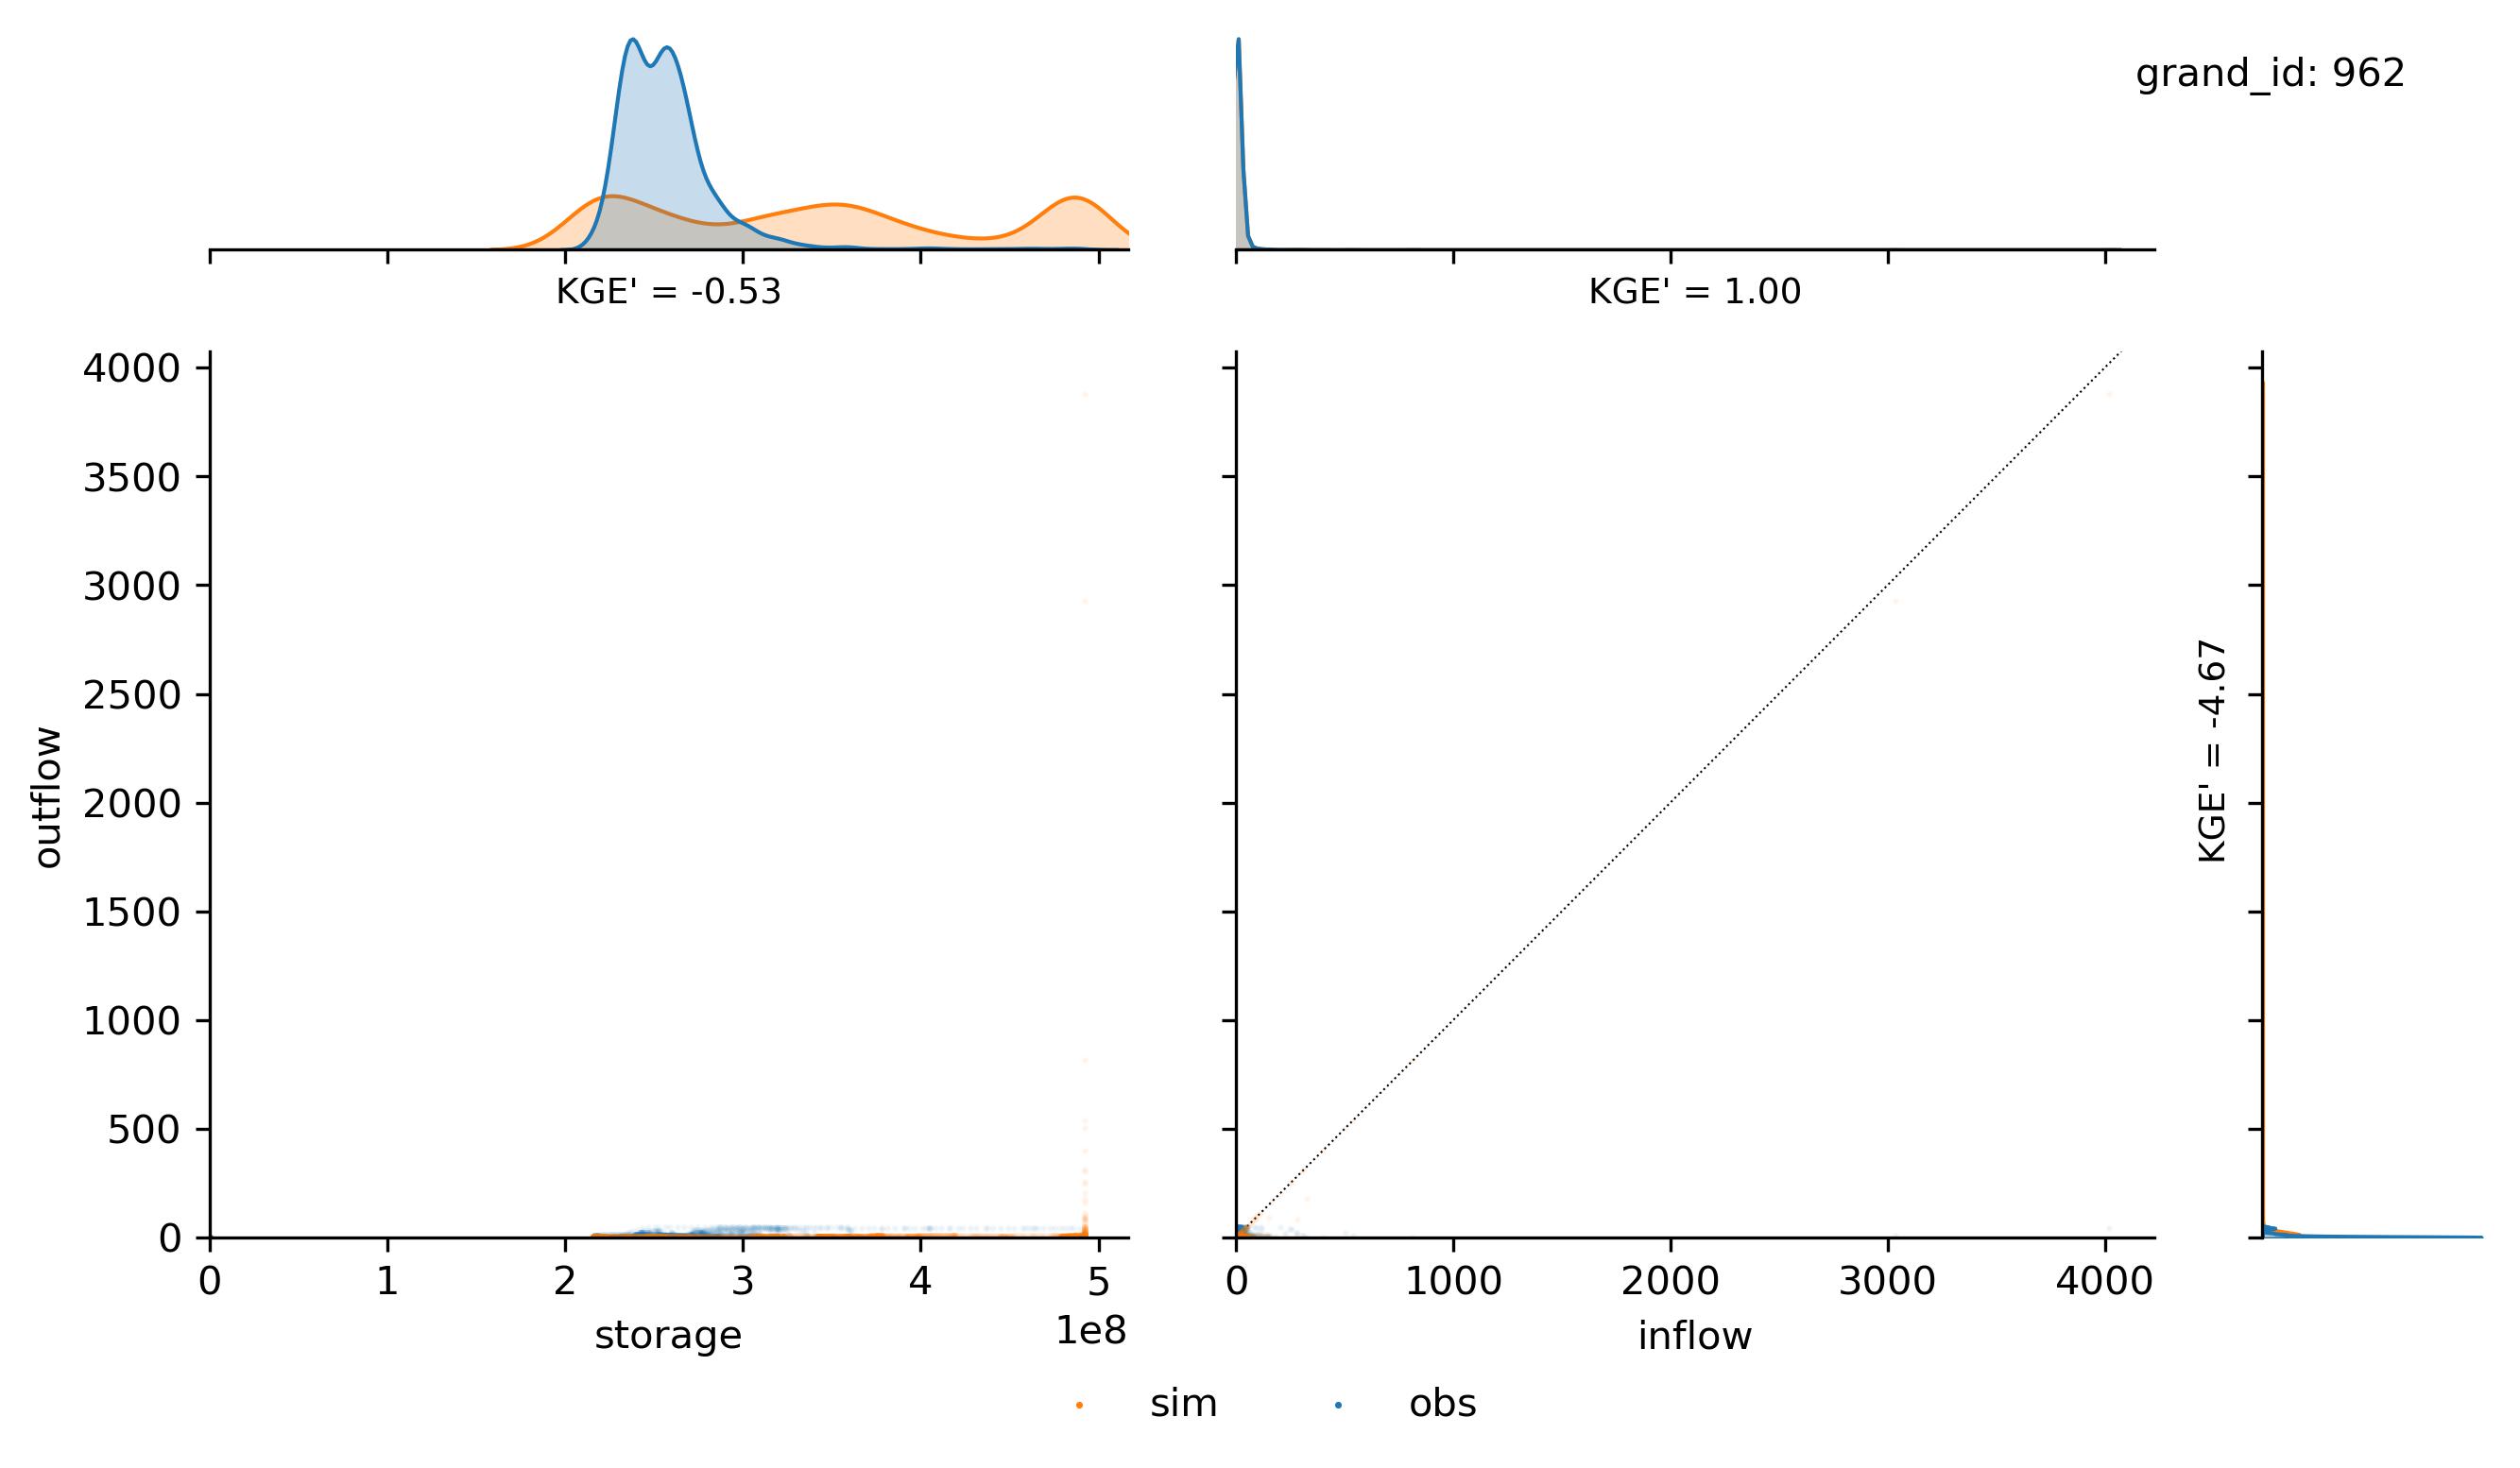 grand_id: 962
KGE' = -0.53
KGE' = 1.00
4000
3500
3000
2500
2000
1500
1000
500
0
outflow
KGE' = -4.67
0 1 2 3 4 5
1e8
storage
0 1000 2000 3000 4000
inflow
sim obs